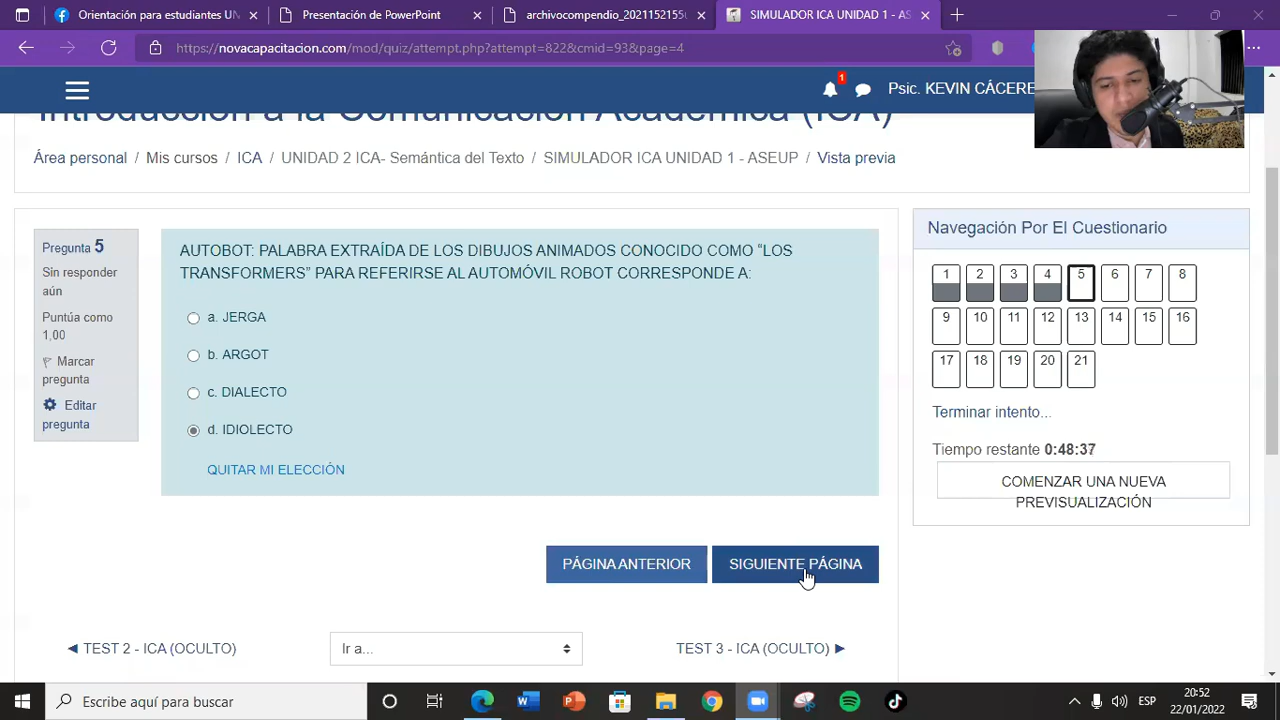 Orientación para estudiantes UN
Presentación de PowerPoint
archivocompendio_2021152155
SIMULADOR ICA UNIDAD 1 - ASE
https://novacapacitacion.com/mod/quiz/attempt.php?attempt=822&cmid=93&page=4
1
Psic. KEVIN CÁCERE
Introducción a la Comunicación Académica (ICA)
Área personal / Mis cursos / ICA / UNIDAD 2 ICA- Semántica del Texto / SIMULADOR ICA UNIDAD 1 - ASEUP / Vista previa
Pregunta 5
Sin responder
aún
Puntúa como
1,00
Marcar
pregunta
Editar
pregunta
AUTOBOT: PALABRA EXTRAÍDA DE LOS DIBUJOS ANIMADOS CONOCIDO COMO “LOS
TRANSFORMERS” PARA REFERIRSE AL AUTOMÓVIL ROBOT CORRESPONDE A:
a. JERGA
b. ARGOT
c. DIALECTO
d. IDIOLECTO
QUITAR MI ELECCIÓN
PÁGINA ANTERIOR
SIGUIENTE PÁGINA
◄ TEST 2 - ICA (OCULTO)
Ir a...
TEST 3 - ICA (OCULTO) ►
Navegación Por El Cuestionario
1 2 3 4 5 6 7 8
9 10 11 12 13 14 15 16
17 18 19 20 21
Terminar intento...
Tiempo restante 0:48:37
COMENZAR UNA NUEVA
PREVISUALIZACIÓN
Escribe aquí para buscar
ESP
20:52
22/01/2022